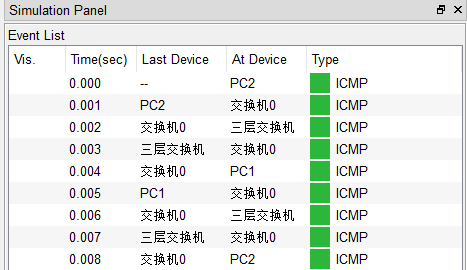 Simulation Panel
Event List
Vis. Time(sec) Last Device At Device Type
0.000 -- PC2 ICMP
0.001 PC2 交换机0 ICMP
0.002 交换机0 三层交换机 ICMP
0.003 三层交换机 交换机0 ICMP
0.004 交换机0 PC1 ICMP
0.005 PC1 交换机0 ICMP
0.006 交换机0 三层交换机 ICMP
0.007 三层交换机 交换机0 ICMP
0.008 交换机0 PC2 ICMP